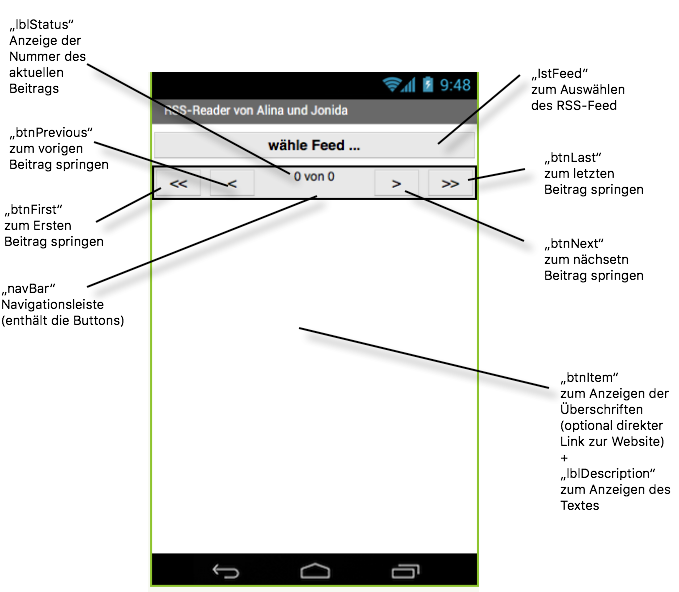 „lblStatus“
Anzeige der
Nummer des
aktuellen
Beitrags
„btnPrevious“
zum vorigen
Beitrag springen
„btnFirst“
zum Ersten
Beitrag springen
„navBar“
Navigationsleiste
(enthält die Buttons)
9:48
RSS-Reader von Alina und Jonida
wähle Feed ...
<< < 0 von 0 > >>
„lstFeed“
zum Auswählen
des RSS-Feed
„btnLast“
zum letzten
Beitrag springen
„btnNext“
zum nächsetn
Beitrag springen
„btnItem“
zum Anzeigen der
Überschriften
(optional direkter
Link zur Website)
+
„lblDescription“
zum Anzeigen des
Textes